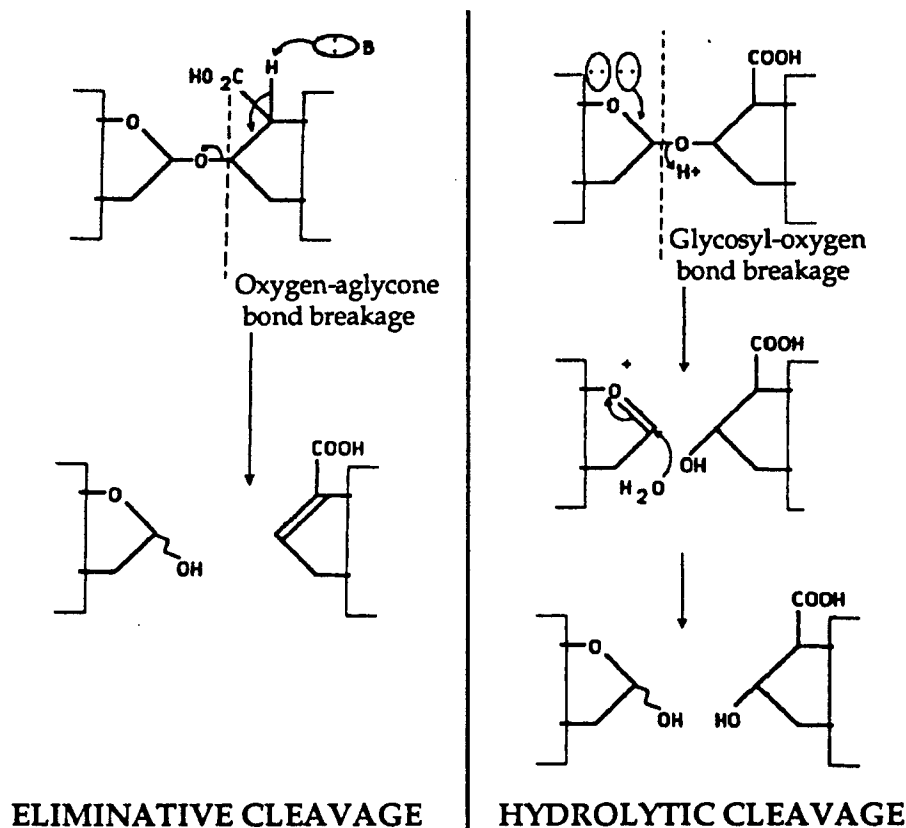 HO₂C
H
B
O
O
Oxygen-aglycone
bond breakage
O
OH
COOH
ELIMINATIVE CLEAVAGE
COOH
O
O
H+
Glycosyl-oxygen
bond breakage
+
O
COOH
OH
H₂O
O
OH
COOH
HO
HYDROLYTIC CLEAVAGE